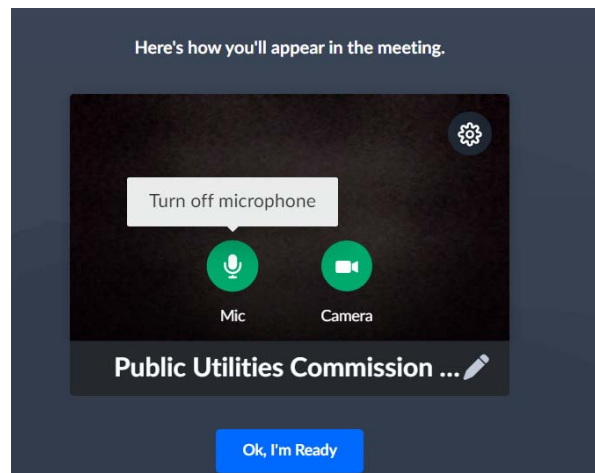 Here's how you'll appear in the meeting.
Turn off microphone
Mic Camera
Public Utilities Commission ...
Ok, I'm Ready